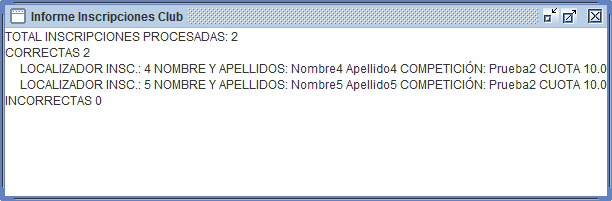 Informe Inscripciones Club
TOTAL INSCRIPCIONES PROCESADAS: 2
CORRECTAS 2
LOCALIZADOR INSC.: 4 NOMBRE Y APELLIDOS: Nombre4 Apellido4 COMPETICIÓN: Prueba2 CUOTA 10.0
LOCALIZADOR INSC.: 5 NOMBRE Y APELLIDOS: Nombre5 Apellido5 COMPETICIÓN: Prueba2 CUOTA 10.0
INCORRECTAS 0